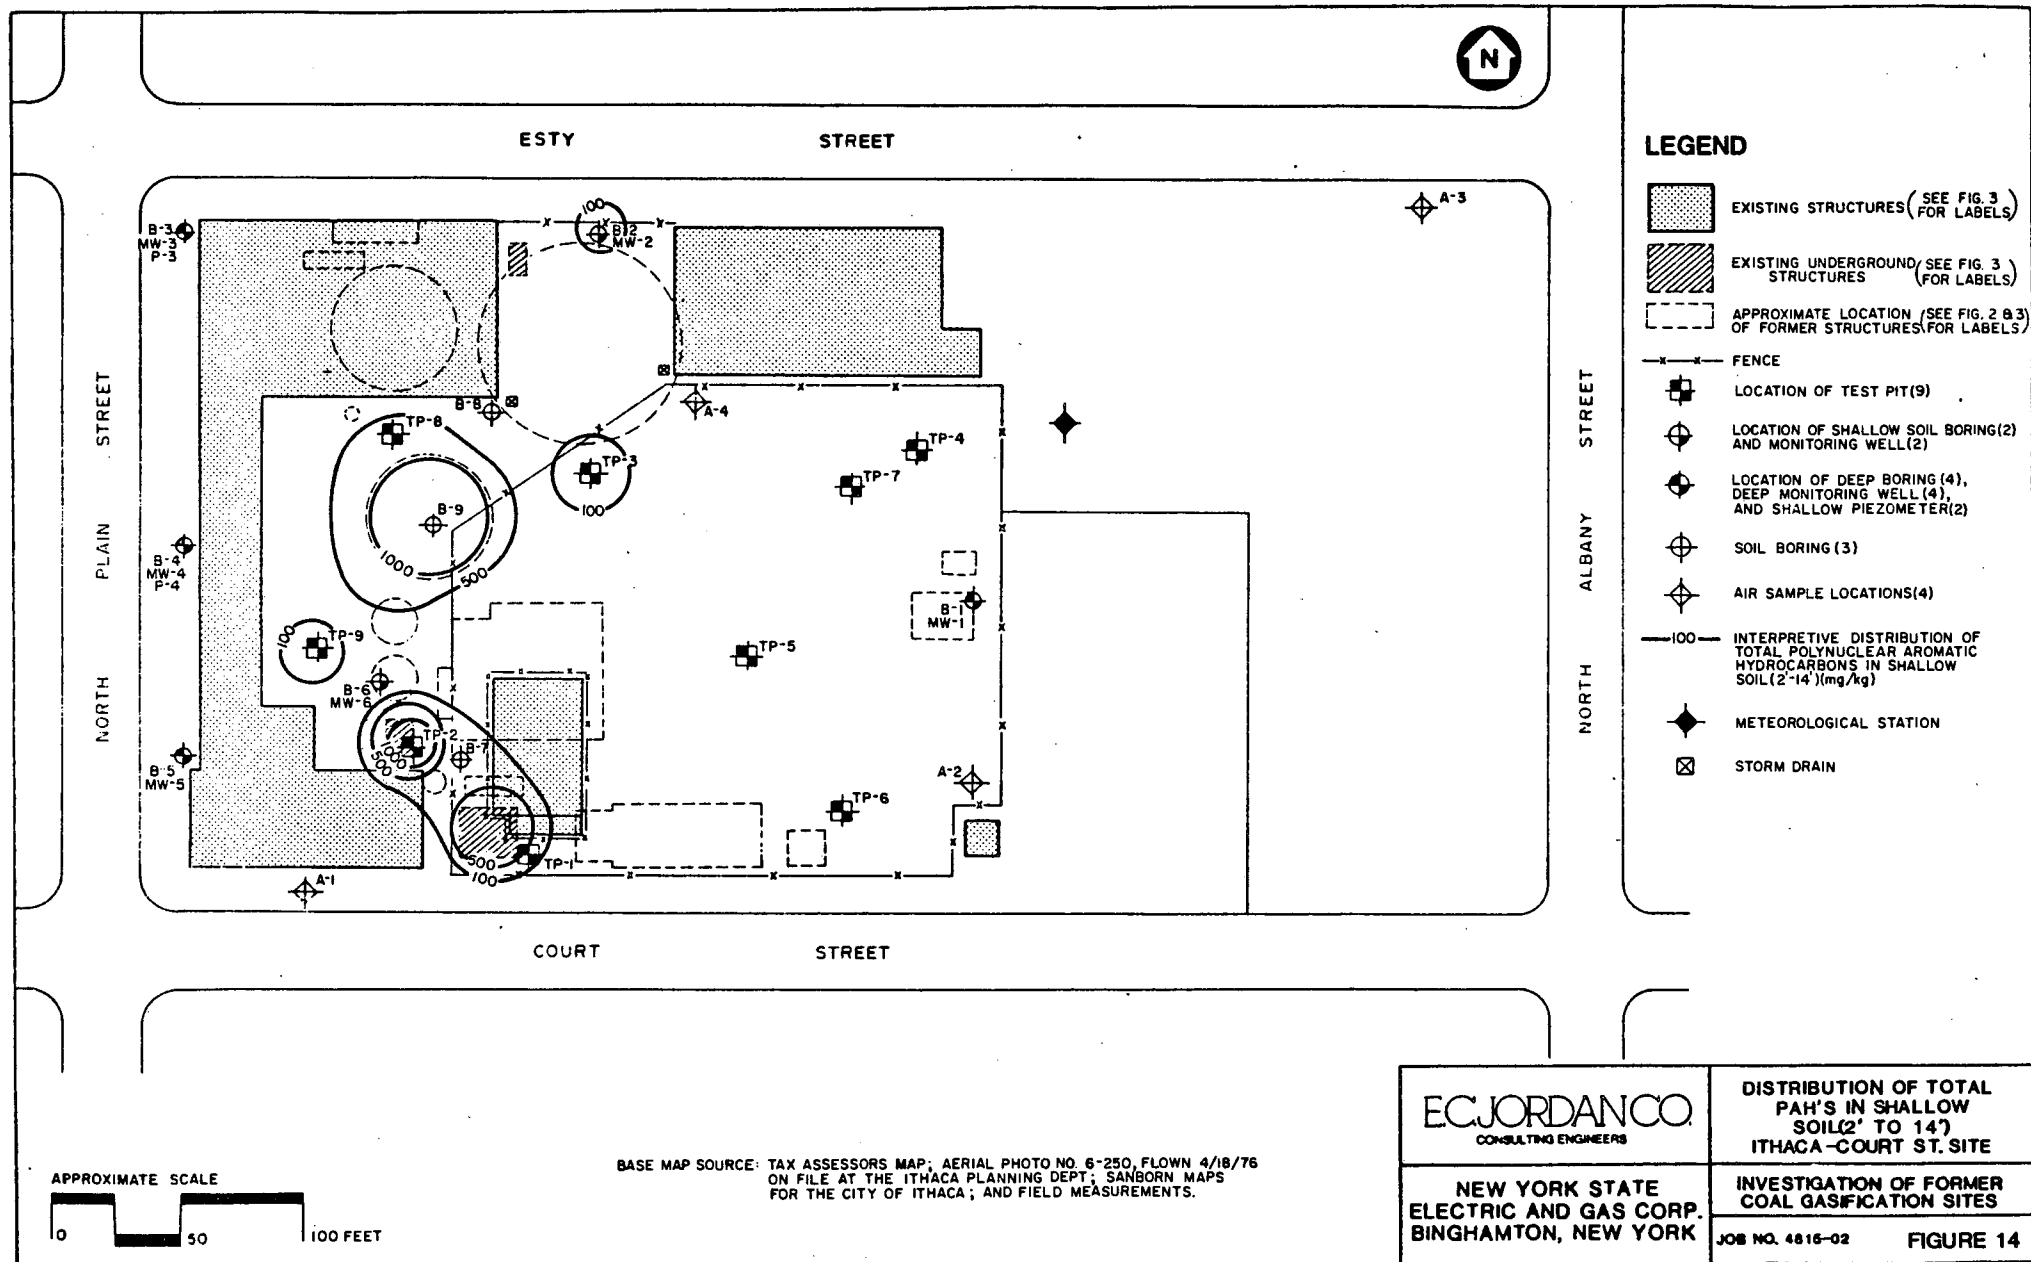 N
ESTY STREET
NORTH PLAIN STREET
NORTH ALBANY STREET
COURT STREET
B-3
MW-3
P-3
100
B-2
MW-2
A-3
B-8
A-4
TP-8
TP-3
100
TP-4
TP-7
B-9
1000
500
B-4
MW-4
P-4
B-1
MW-1
100
TP-9
TP-5
B-6
MW-6
TP-2
1000
500
B-7
B-5
MW-5
A-2
TP-6
500
TP-1
100
A-1
LEGEND
EXISTING STRUCTURES (SEE FIG. 3
FOR LABELS)
EXISTING UNDERGROUND (SEE FIG. 3
STRUCTURES (FOR LABELS)
APPROXIMATE LOCATION (SEE FIG. 2 & 3)
OF FORMER STRUCTURES (FOR LABELS)
x x FENCE
LOCATION OF TEST PIT(9)
LOCATION OF SHALLOW SOIL BORING(2)
AND MONITORING WELL(2)
LOCATION OF DEEP BORING (4),
DEEP MONITORING WELL (4),
AND SHALLOW PIEZOMETER(2)
SOIL BORING (3)
AIR SAMPLE LOCATIONS(4)
100 INTERPRETIVE DISTRIBUTION OF
TOTAL POLYNUCLEAR AROMATIC
HYDROCARBONS IN SHALLOW
SOIL (2'-14')(mg/kg)
METEOROLOGICAL STATION
STORM DRAIN
APPROXIMATE SCALE
0 50 100 FEET
BASE MAP SOURCE: TAX ASSESSORS MAP; AERIAL PHOTO NO. 6-250, FLOWN 4/18/76
ON FILE AT THE ITHACA PLANNING DEPT; SANBORN MAPS
FOR THE CITY OF ITHACA; AND FIELD MEASUREMENTS.
E.C.JORDAN CO.
CONSULTING ENGINEERS
DISTRIBUTION OF TOTAL
PAH'S IN SHALLOW
SOIL(2' TO 14')
ITHACA-COURT ST. SITE
NEW YORK STATE
ELECTRIC AND GAS CORP.
BINGHAMTON, NEW YORK
INVESTIGATION OF FORMER
COAL GASIFICATION SITES
JOB NO. 4815-02 FIGURE 14